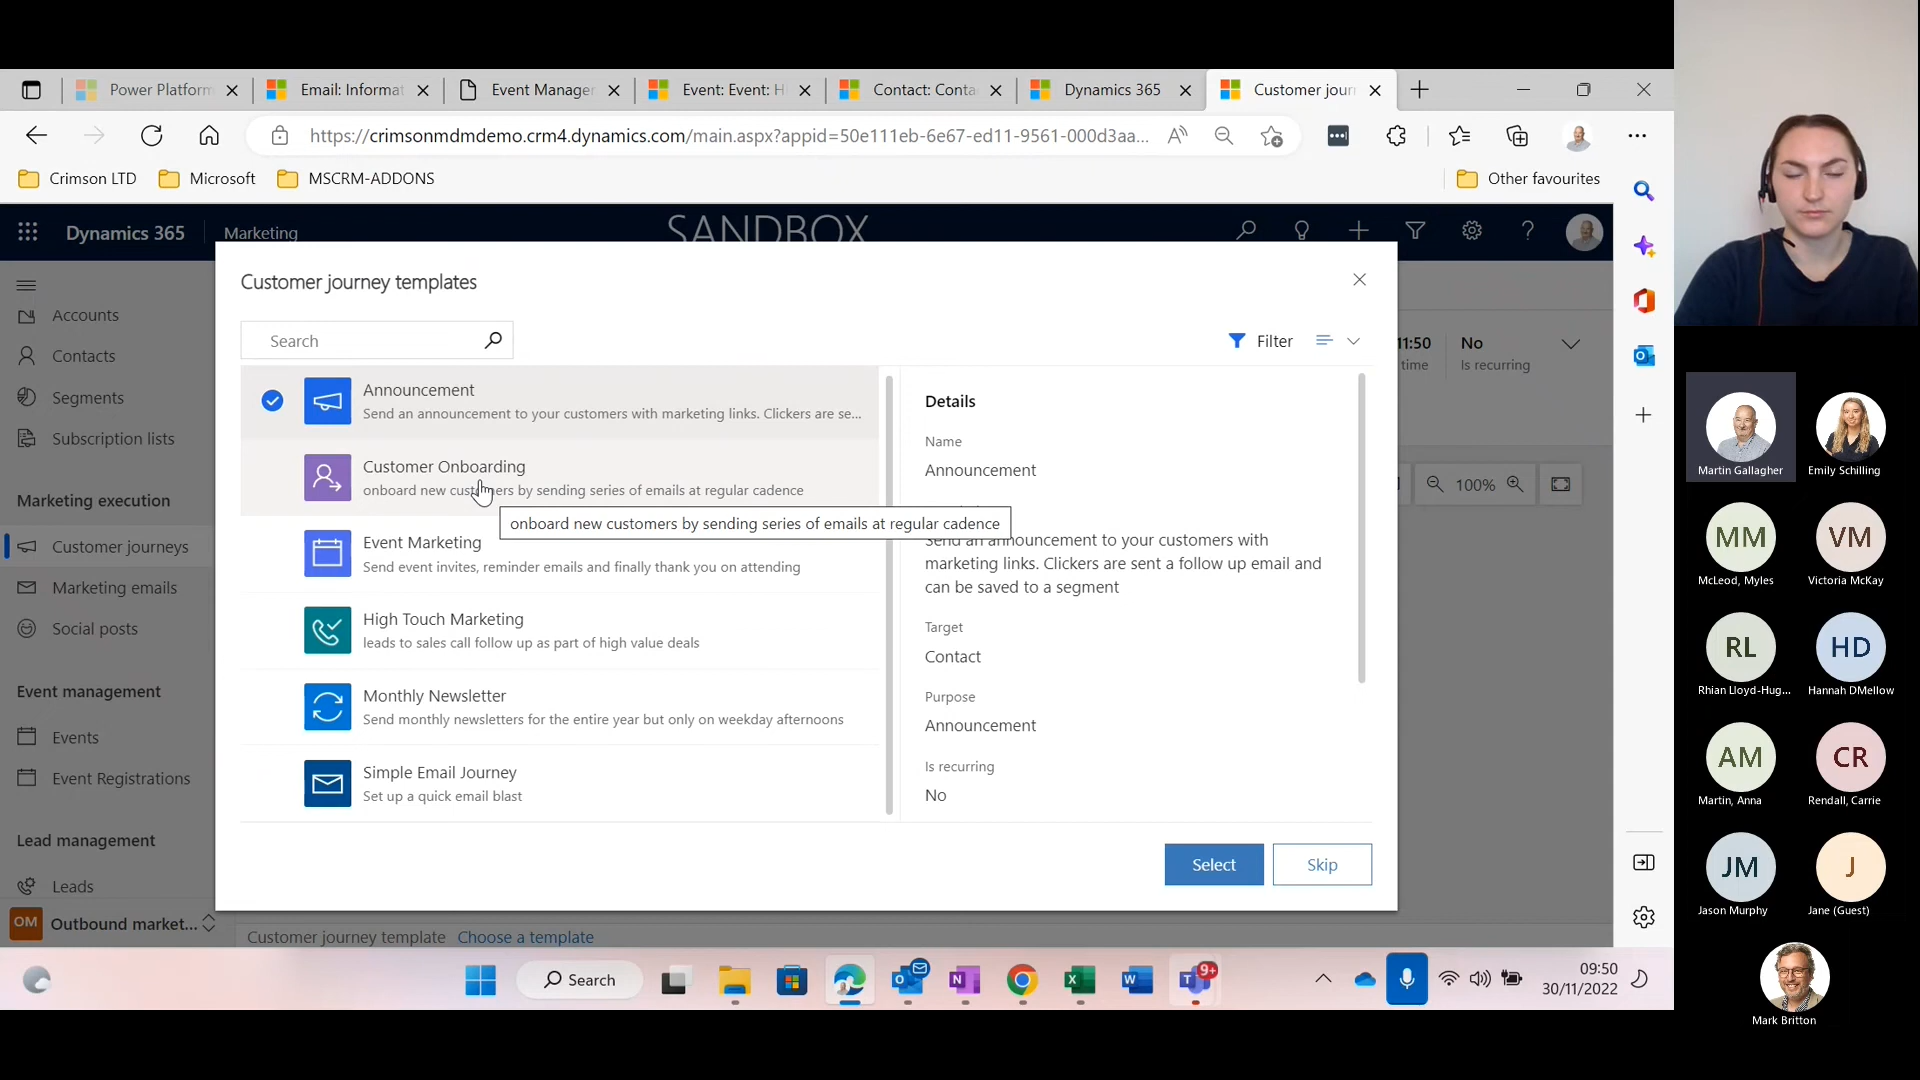 Power Platform
Email: Informat
Event Manager
Event: Event: H
Contact: Conta
Dynamics 365
Customer jour
https://crimsonmdmdemo.crm4.dynamics.com/main.aspx?appid=50e111eb-6e67-ed11-9561-000d3aa...
Crimson LTD
Microsoft
MSCRM-ADDONS
Other favourites
Dynamics 365
Marketing
SANDBOX
Accounts
Contacts
Segments
Subscription lists
Marketing execution
Customer journeys
Marketing emails
Social posts
Event management
Events
Event Registrations
Lead management
Leads
OM
Outbound market...
Customer journey templates
Search
Filter
Announcement
Send an announcement to your customers with marketing links. Clickers are se...
Customer Onboarding
onboard new customers by sending series of emails at regular cadence
onboard new customers by sending series of emails at regular cadence
Event Marketing
Send event invites, reminder emails and finally thank you on attending
High Touch Marketing
leads to sales call follow up as part of high value deals
Monthly Newsletter
Send monthly newsletters for the entire year but only on weekday afternoons
Simple Email Journey
Set up a quick email blast
Details
Name
Announcement
Send an announcement to your customers with
marketing links. Clickers are sent a follow up email and
can be saved to a segment
Target
Contact
Purpose
Announcement
Is recurring
No
Select
Skip
11:50
time
No
Is recurring
100%
Customer journey template
Choose a template
Search
9+
09:50
30/11/2022
Martin Gallagher
Emily Schilling
MM
McLeod, Myles
VM
Victoria McKay
RL
Rhian Lloyd-Hug...
HD
Hannah DMellow
AM
Martin, Anna
CR
Rendall, Carrie
JM
Jason Murphy
J
Jane (Guest)
Mark Britton